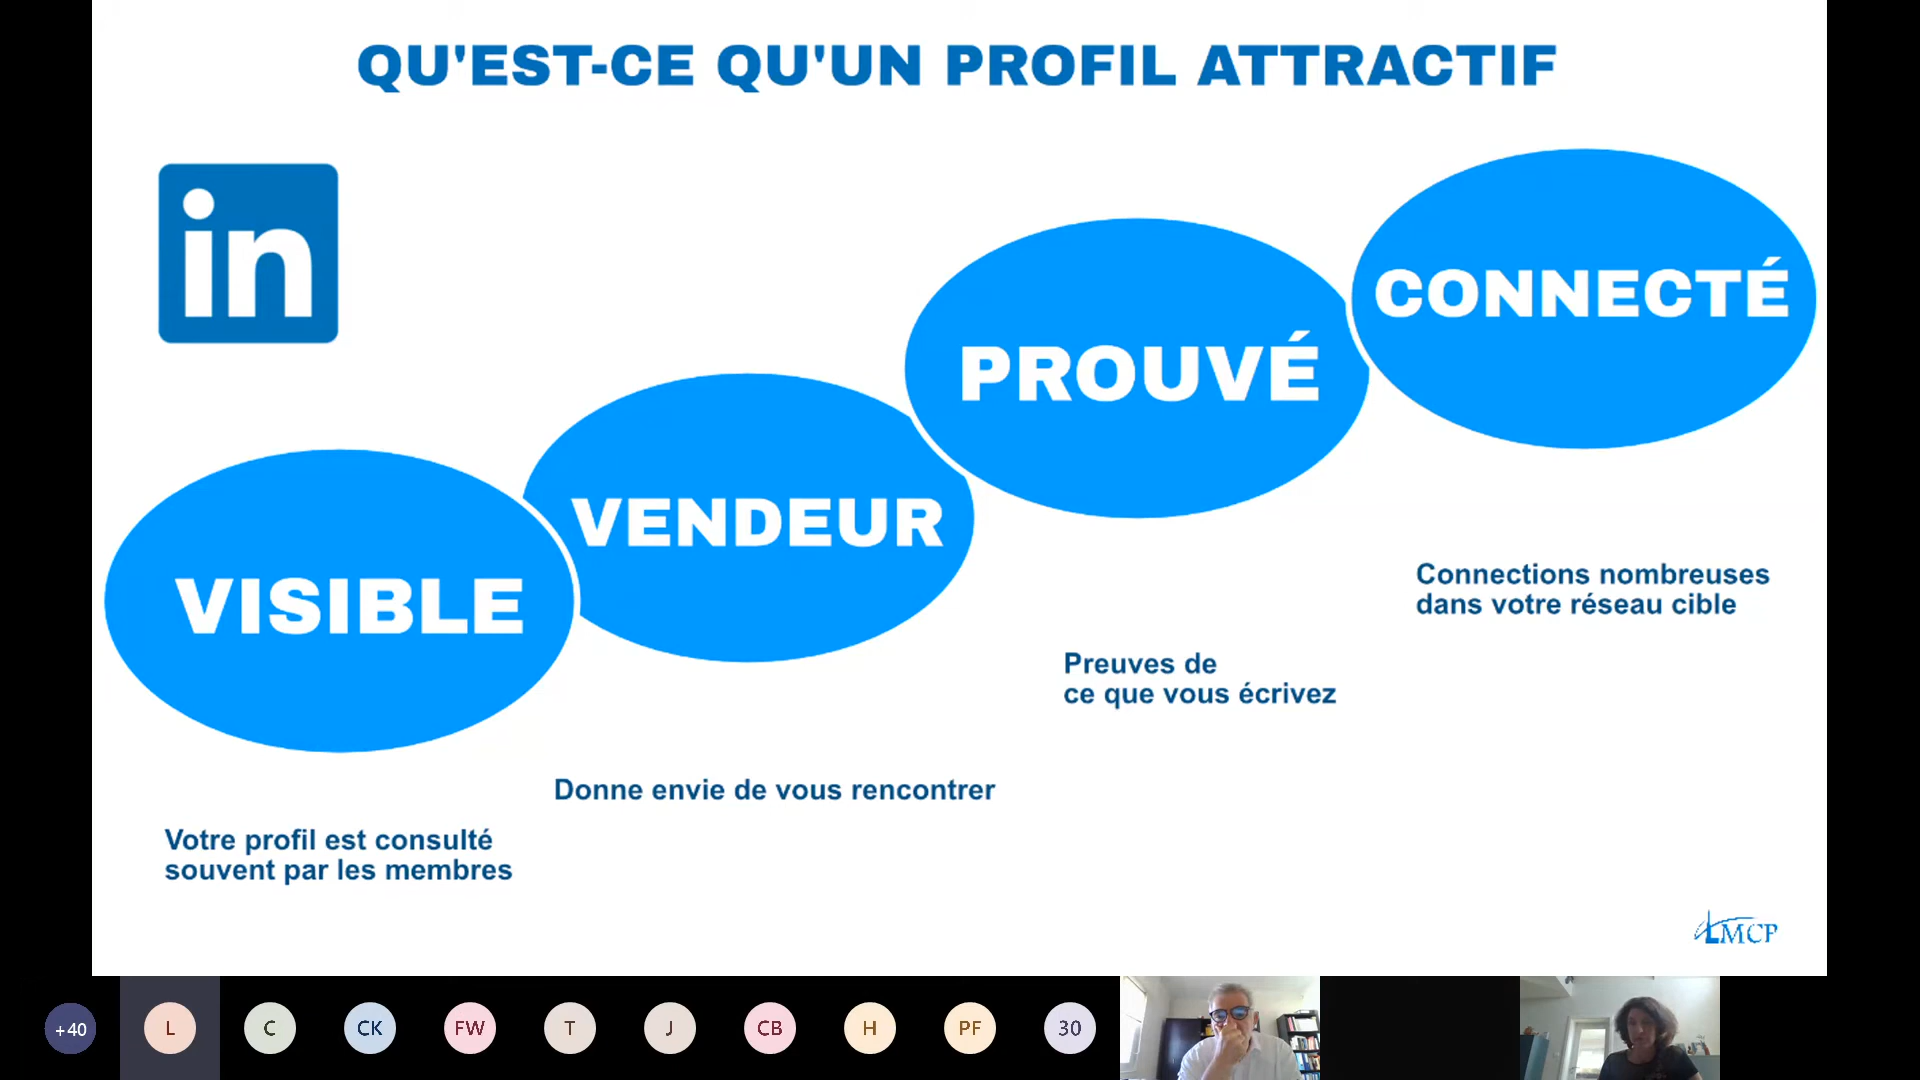 QU'EST-CE QU'UN PROFIL ATTRACTIF
in
CONNECTÉ
PROUVÉ
VENDEUR
VISIBLE
Connections nombreuses
dans votre réseau cible
Preuves de
ce que vous écrivez
Donne envie de vous rencontrer
Votre profil est consulté
souvent par les membres
LMCP
+40
L
C
CK
FW
T
J
CB
H
PF
30